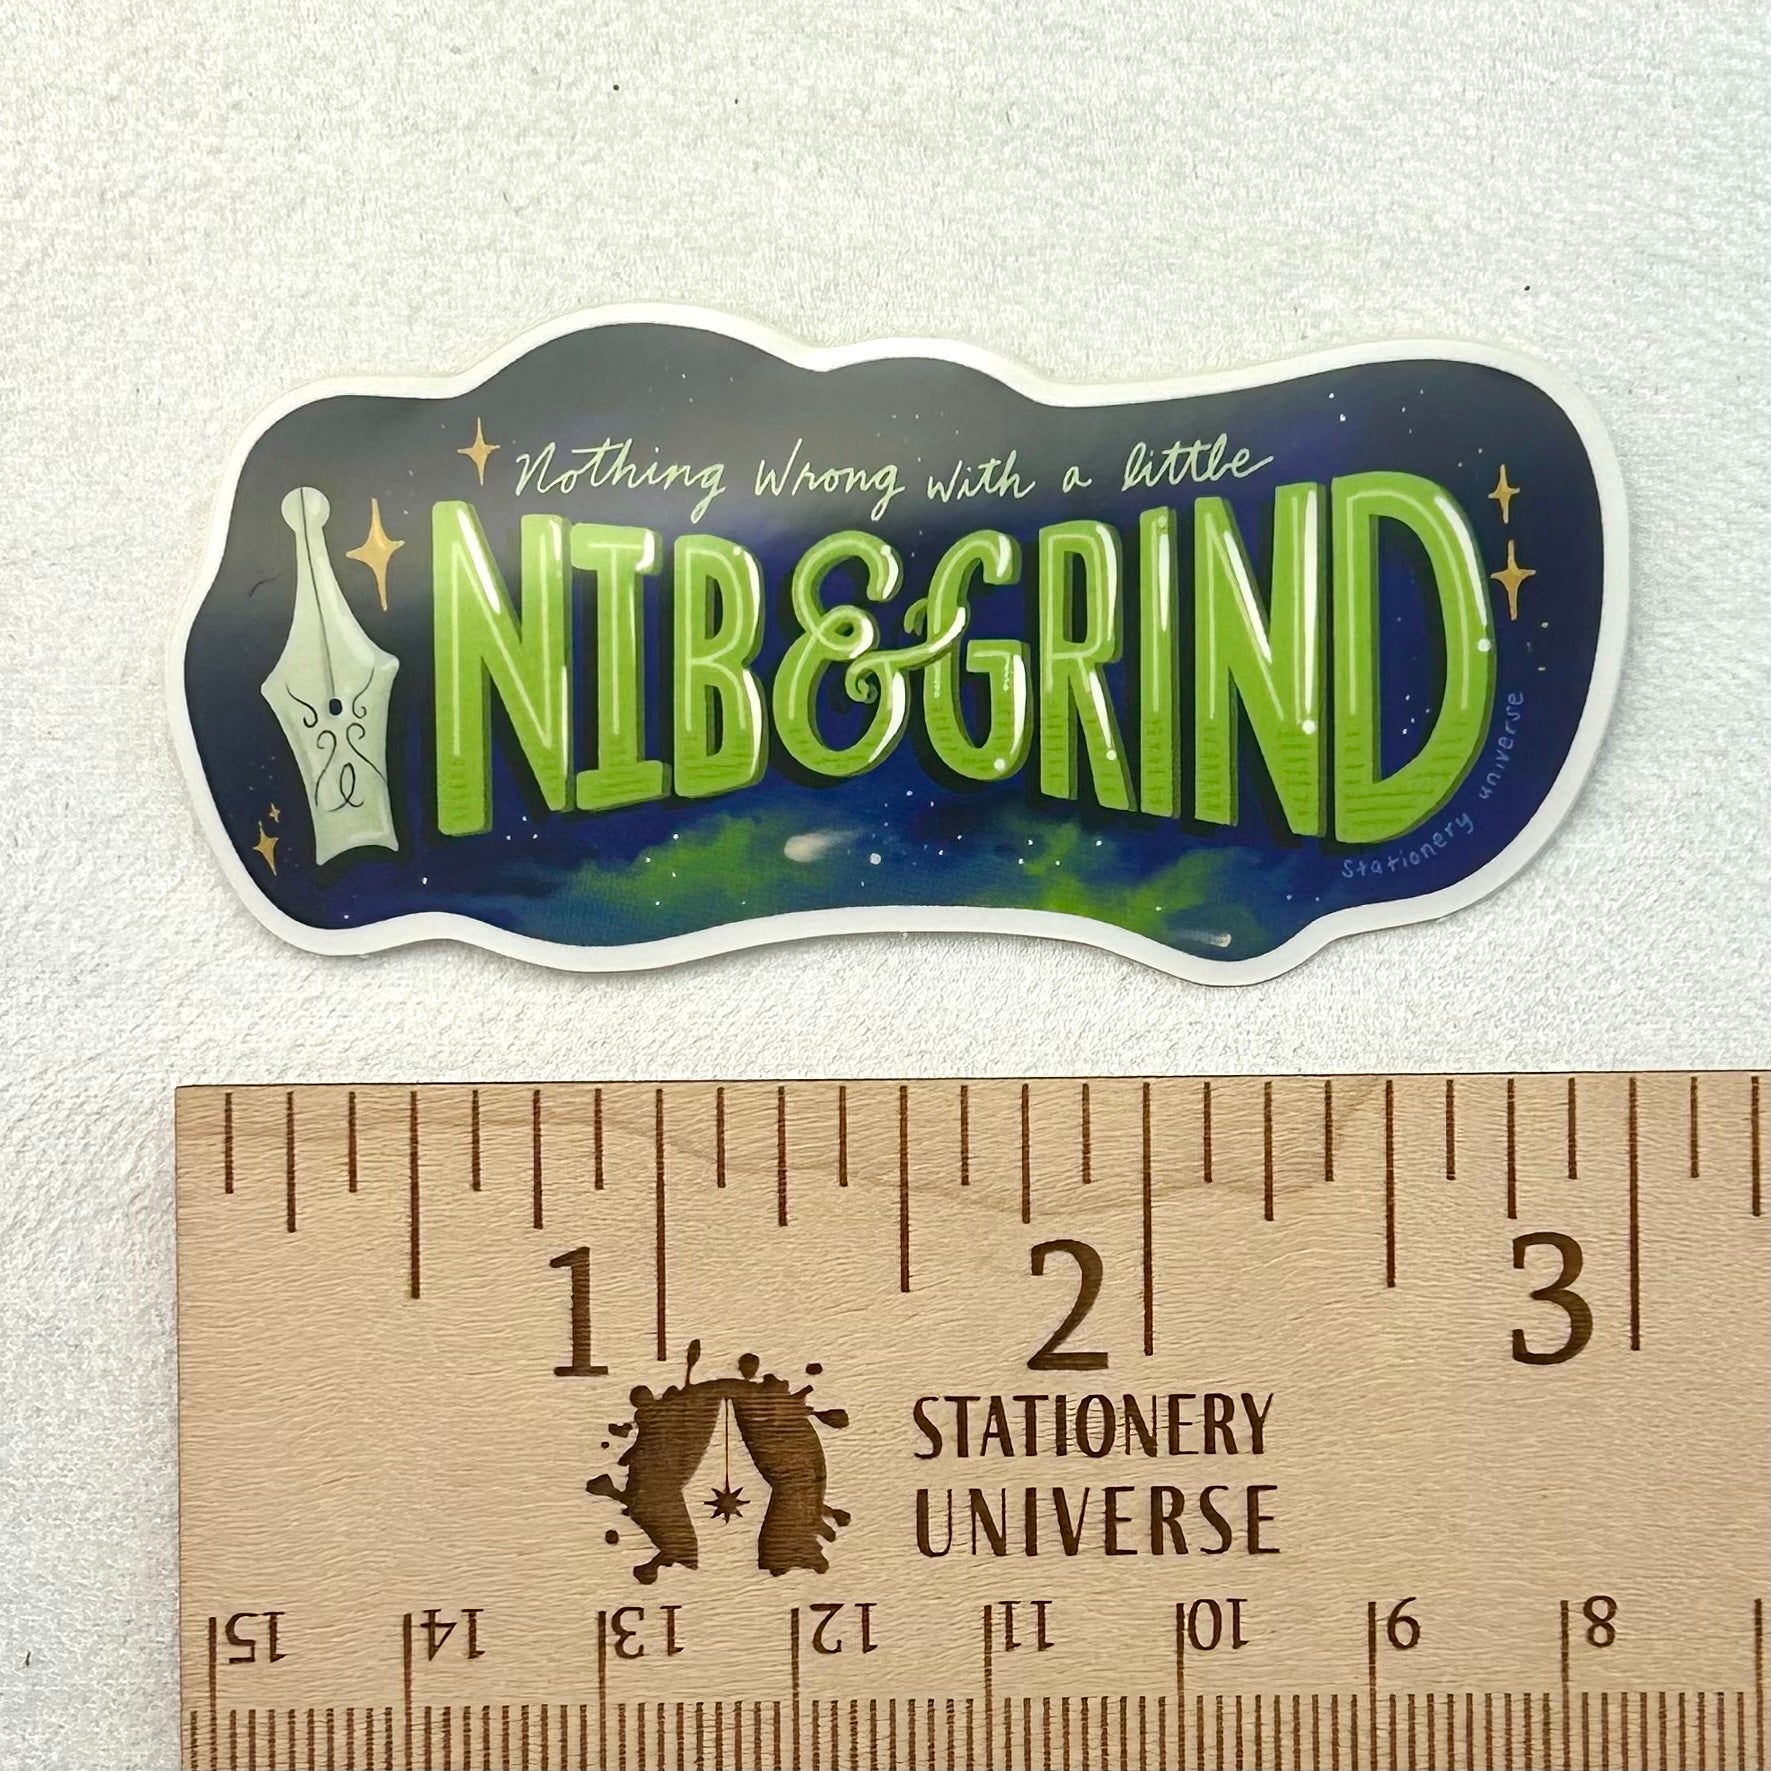 Nothing Wrong with a little
NIB & GRIND
Stationery universe
1 2 3
STATIONERY
UNIVERSE
15 14 13 12 11 10 9 8